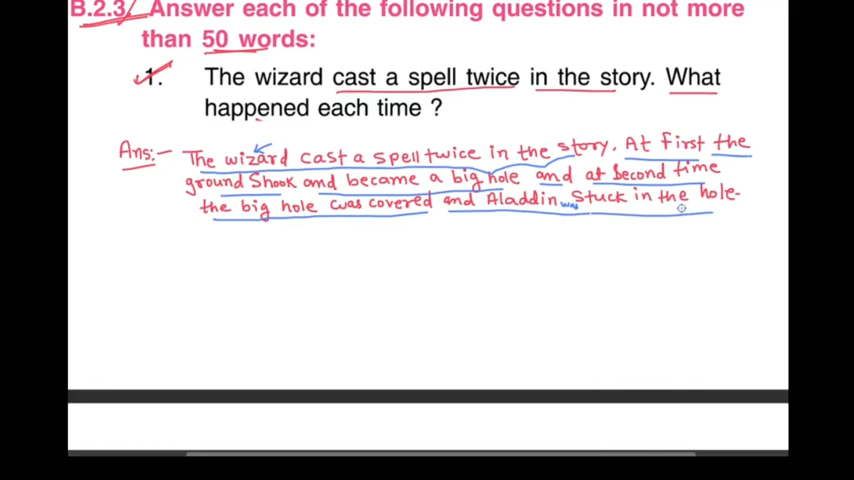 B.2.3. Answer each of the following questions in not more
than 50 words:
1. The wizard cast a spell twice in the story. What
happened each time ?
Ans:- The wizard cast a spell twice in the story. At first the
ground shook and became a big hole and at second time
the big hole was covered and Aladdin was stuck in the hole-